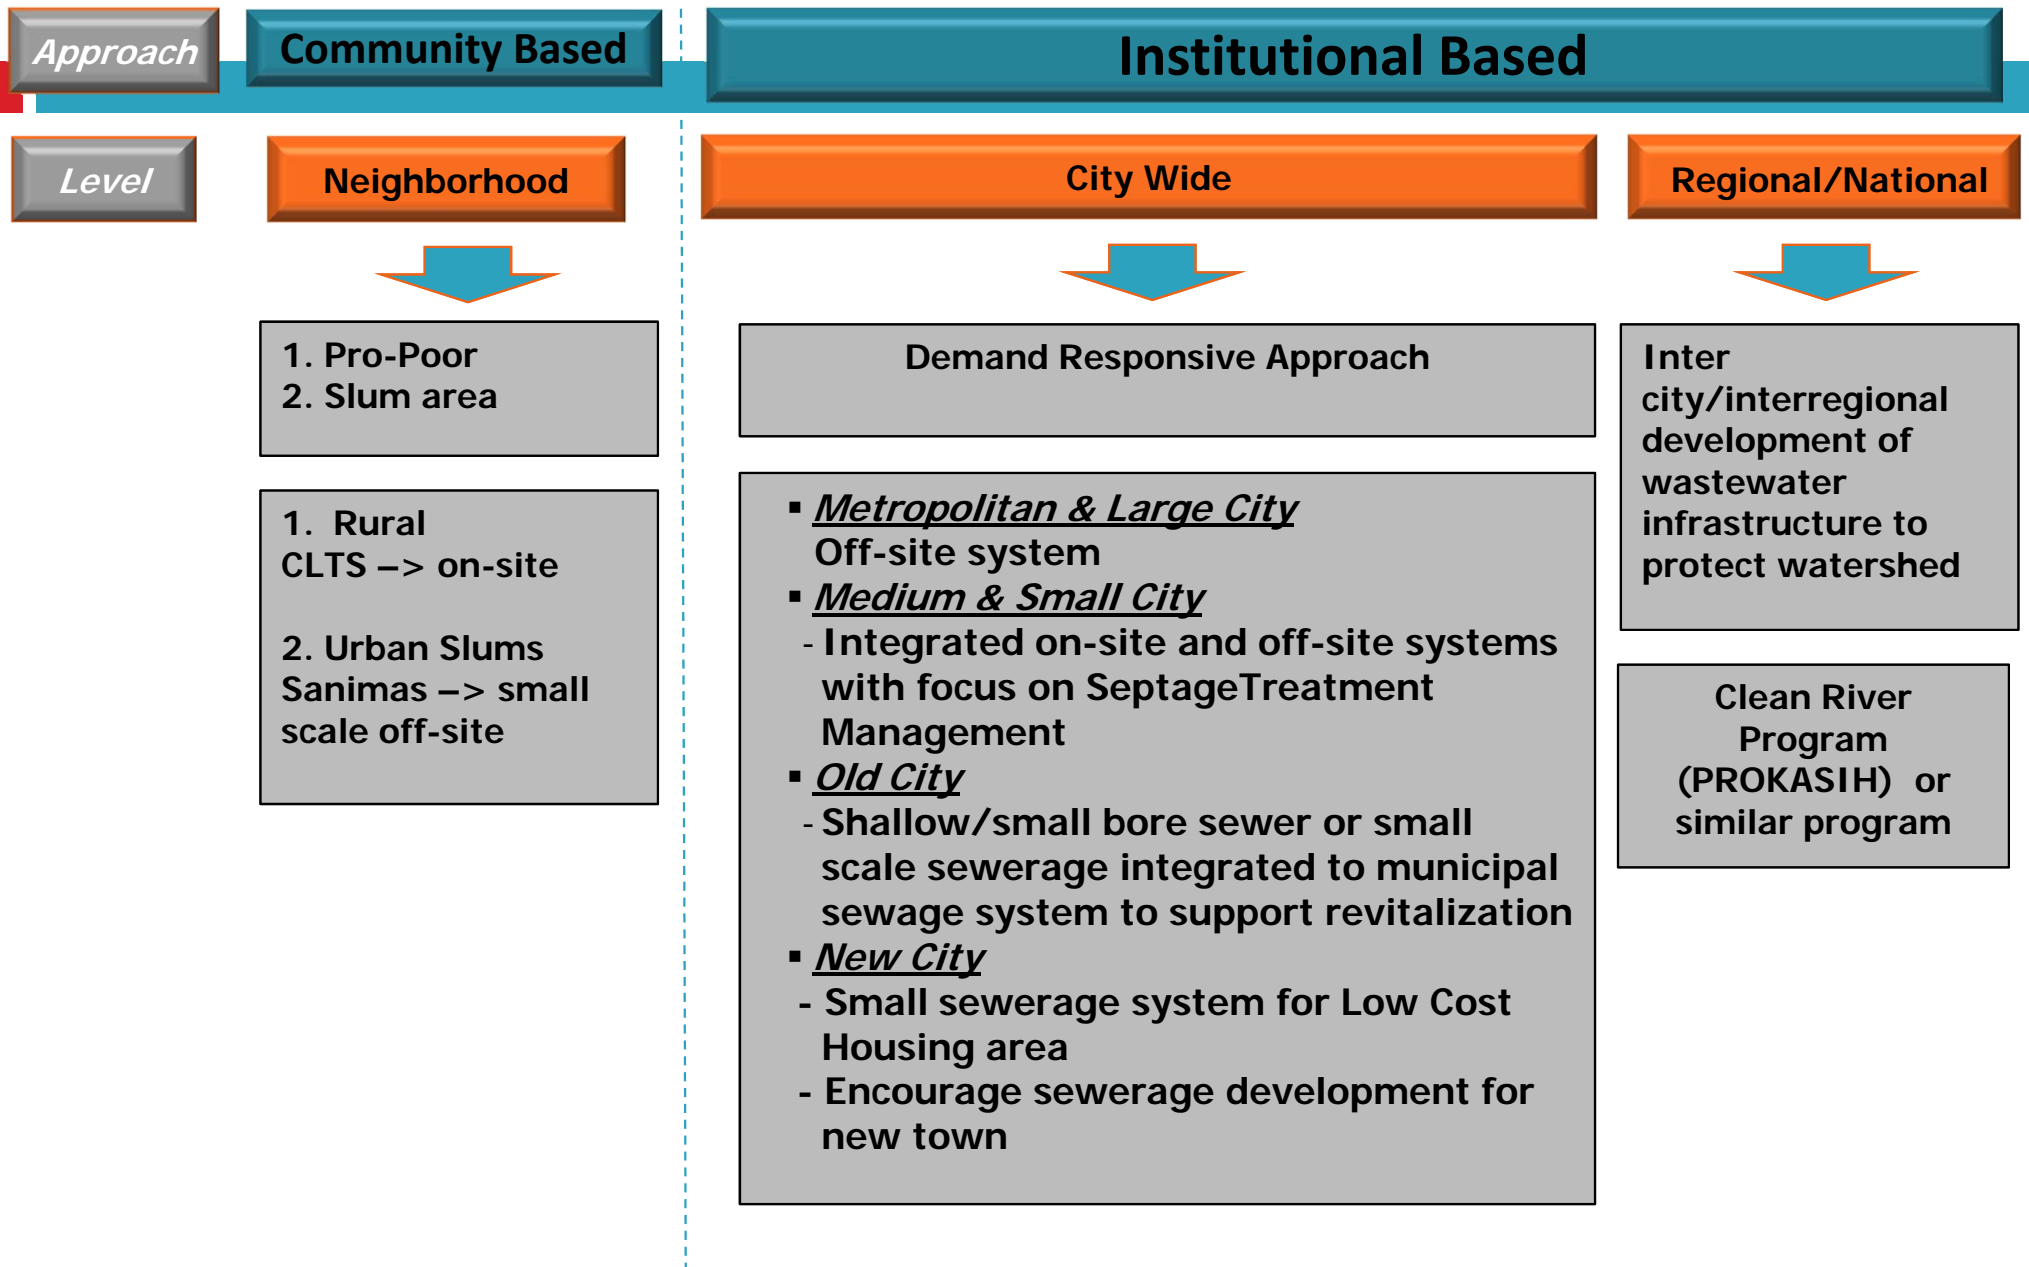 Approach
Community Based
Institutional Based
Level
Neighborhood
City Wide
Regional/National
1. Pro-Poor
2. Slum area
1. Rural
CLTS –> on-site
2. Urban Slums
Sanimas –> small
scale off-site
Demand Responsive Approach
▪ Metropolitan & Large City
Off-site system
▪ Medium & Small City
- Integrated on-site and off-site systems
with focus on SeptageTreatment
Management
▪ Old City
- Shallow/small bore sewer or small
scale sewerage integrated to municipal
sewage system to support revitalization
▪ New City
- Small sewerage system for Low Cost
Housing area
- Encourage sewerage development for
new town
Inter
city/interregional
development of
wastewater
infrastructure to
protect watershed
Clean River
Program
(PROKASIH) or
similar program